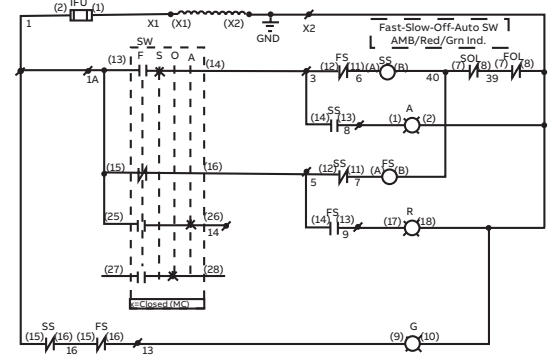 (2) 1FU (1)
1 X1 (X1) (X2) X2
GND
Fast-Slow-Off-Auto SW
AMB/Red/Grn Ind.
SW
F S O A
(13) (14)
1A
3 (12) FS (11) 6 (A) SS (B) 40 (7) SOL (8) 39 (7) FOL (8)
(14) SS (13) 8 (1) A (2)
(15) (16)
5 (12) SS (11) 7 (A) FS (B)
(25) (26)
14
(14) FS (13) 9 (17) R (18)
(27) (28)
x=Closed (MC)
(15) SS (16) 16 (15) FS (16) 13 (9) G (10)